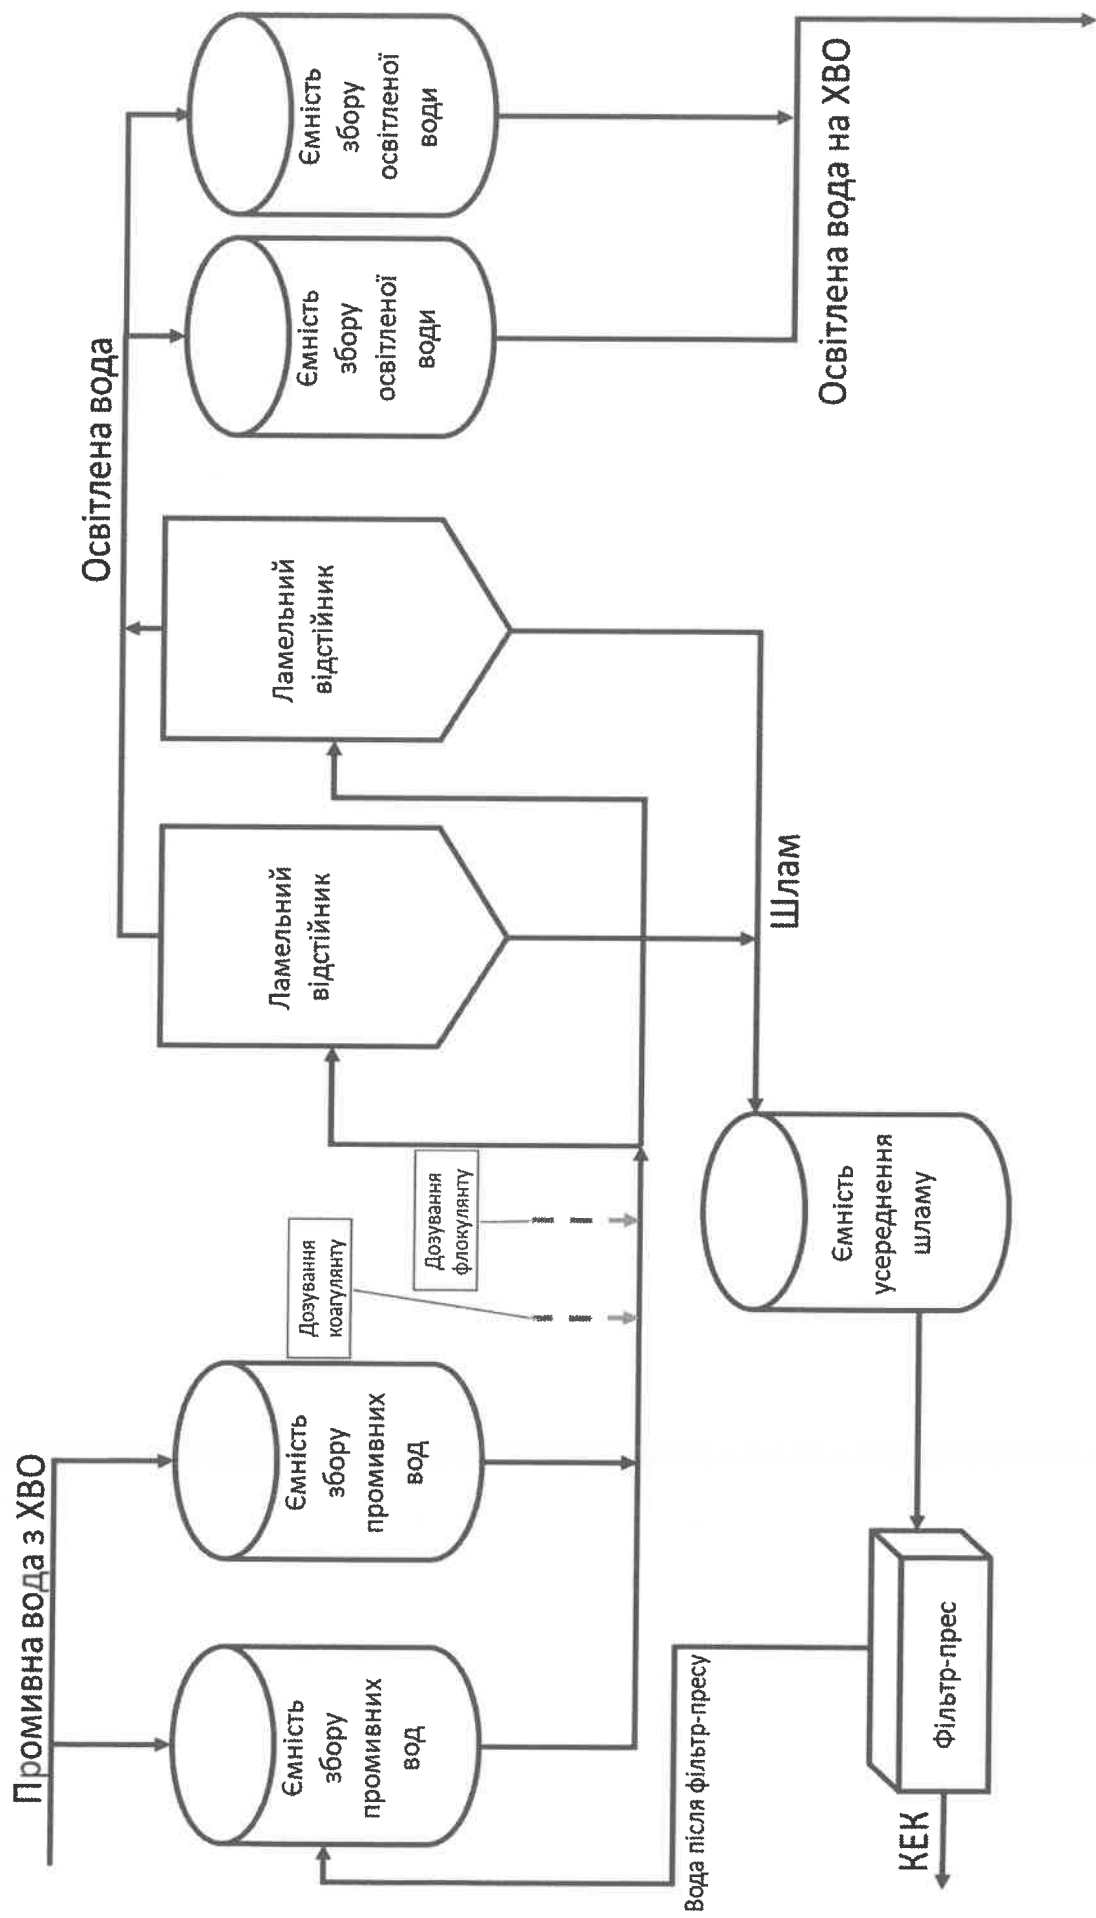 Промивна вода з ХВО
Ємність
збору
промивних
вод
Ємність
збору
промивних
вод
Дозування
коагулянту
Дозування
флокулянту
Ламельний
відстійник
Ламельний
відстійник
Освітлена вода
Ємність
збору
освітленої
води
Ємність
збору
освітленої
води
Освітлена вода на ХВО
Шлам
Ємність
усереднення
шламу
Вода після фільтр-пресу
Фільтр-прес
КЕК